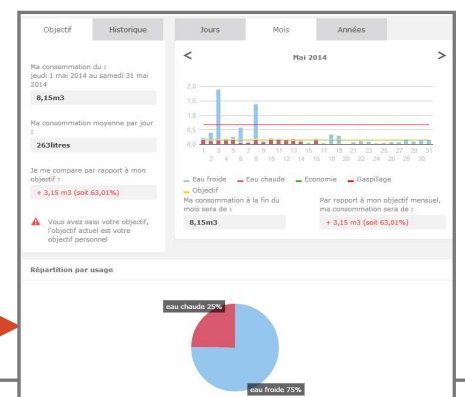 Objectif
Historique
Ma consommation du :
jeudi 1 mai 2014 au samedi 31 mai
2014
8,15m3
Ma consommation moyenne par jour
:
263litres
Je me compare par rapport à mon
objectif :
+ 3,15 m3 (soit 63,01%)
Vous avez saisi votre objectif,
l'objectif actuel est votre
objectif personnel
Jours
Mois
Années
<
Mai 2014
>
2,0
1,5
1,0
0,5
0,0
1 3 5 7 9 11 13 15 17 19 21 23 25 27 29 31
2 4 6 8 10 12 14 16 18 20 22 24 26 28 30
Eau froide
Eau chaude
Economie
Gaspillage
Objectif
Ma consommation à la fin du
mois sera de :
8,15m3
Par rapport à mon objectif mensuel,
ma consommation sera de :
+ 3,15 m3 (soit 63,01%)
Répartition par usage
eau chaude 25%
eau froide 75%